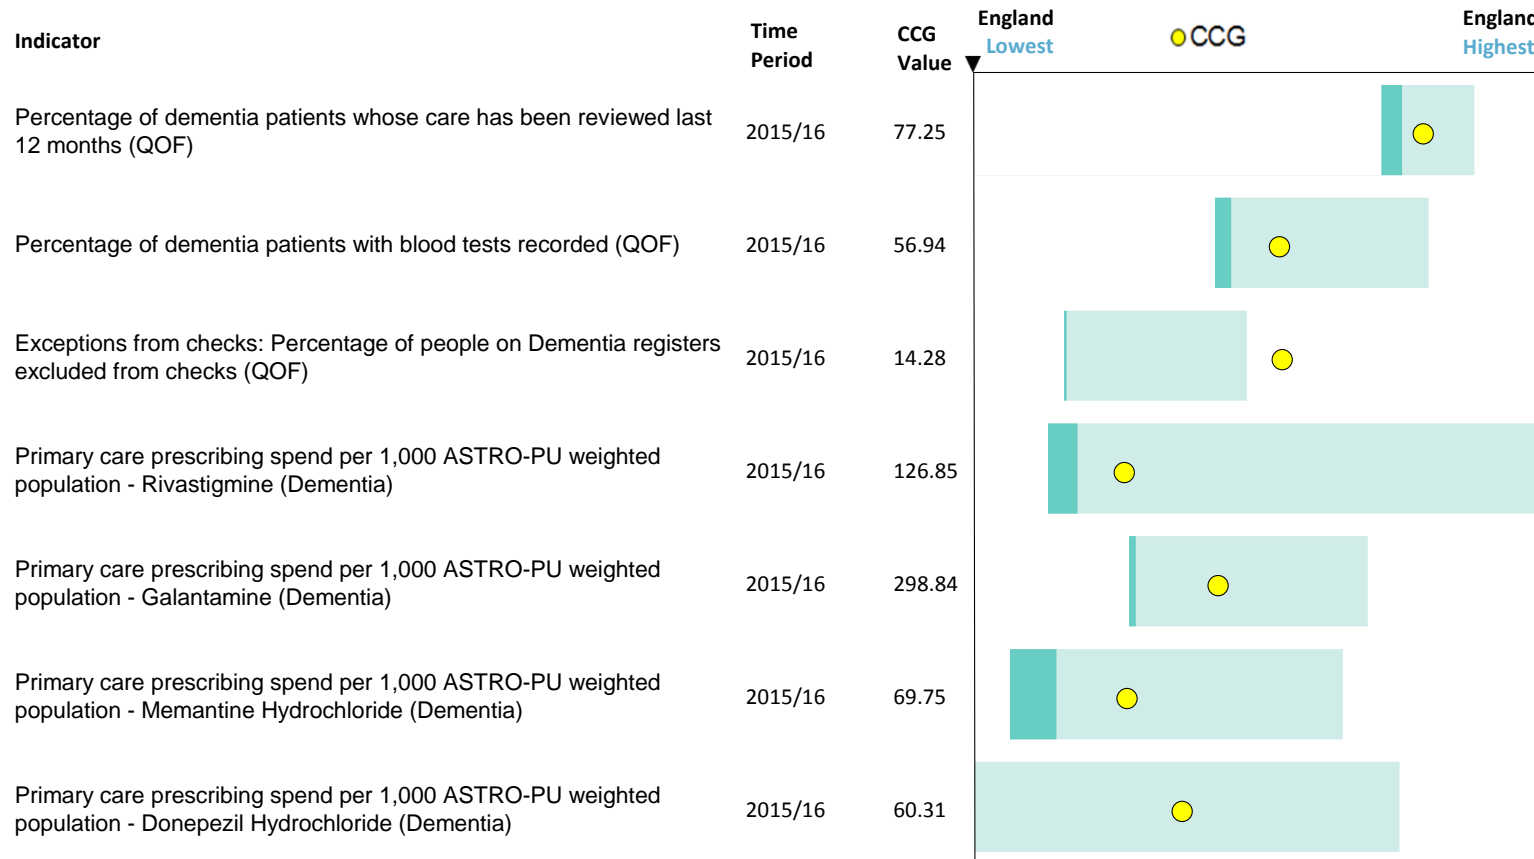 Indicator
Time Period
CCG Value
England Lowest
CCG
England Highest
Percentage of dementia patients whose care has been reviewed last
12 months (QOF)
2015/16
77.25
Percentage of dementia patients with blood tests recorded (QOF)
2015/16
56.94
Exceptions from checks: Percentage of people on Dementia registers
excluded from checks (QOF)
2015/16
14.28
Primary care prescribing spend per 1,000 ASTRO-PU weighted
population - Rivastigmine (Dementia)
2015/16
126.85
Primary care prescribing spend per 1,000 ASTRO-PU weighted
population - Galantamine (Dementia)
2015/16
298.84
Primary care prescribing spend per 1,000 ASTRO-PU weighted
population - Memantine Hydrochloride (Dementia)
2015/16
69.75
Primary care prescribing spend per 1,000 ASTRO-PU weighted
population - Donepezil Hydrochloride (Dementia)
2015/16
60.31